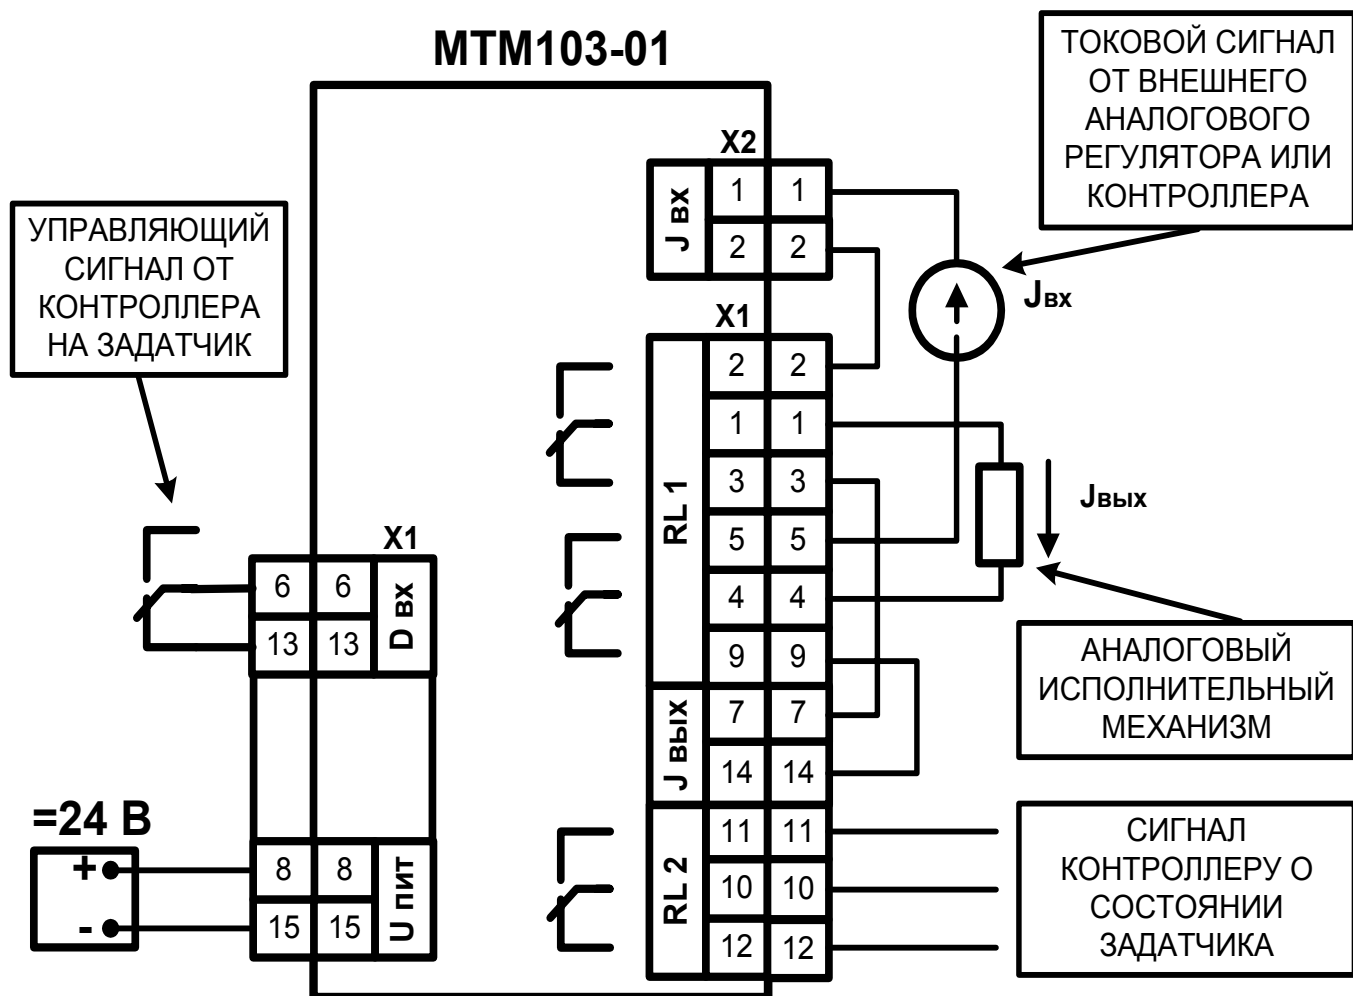 МТМ103-01
ТОКОВОЙ СИГНАЛ
ОТ ВНЕШНЕГО
АНАЛОГОВОГО
РЕГУЛЯТОРА ИЛИ
КОНТРОЛЛЕРА
УПРАВЛЯЮЩИЙ
СИГНАЛ ОТ
КОНТРОЛЛЕРА
НА ЗАДАТЧИК
X2
J вх
1 1
2 2
Jвх
X1
RL 1
2 2
1 1
3 3
5 5
4 4
9 9
Jвых
J вых
7 7
14 14
RL 2
11 11
10 10
12 12
X1
6 6
13 13
D вх
=24 В
+
-
8 8
15 15
U пит
АНАЛОГОВЫЙ
ИСПОЛНИТЕЛЬНЫЙ
МЕХАНИЗМ
СИГНАЛ
КОНТРОЛЛЕРУ О
СОСТОЯНИИ
ЗАДАТЧИКА